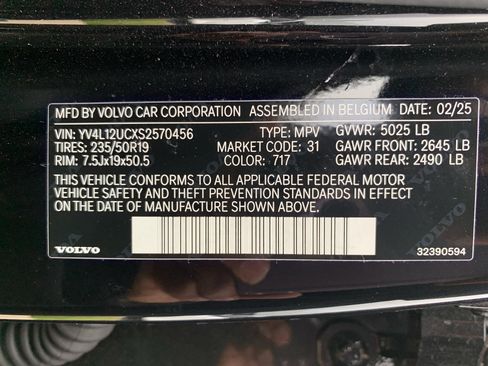 MFD BY VOLVO CAR CORPORATION ASSEMBLED IN BELGIUM DATE: 02/25
VIN: YV4L12UCXS2570456 TYPE: MPV GVWR: 5025 LB
TIRES: 235/50R19 MARKET CODE: 31 GAWR FRONT: 2645 LB
RIM: 7.5Jx19x50.5 COLOR: 717 GAWR REAR: 2490 LB
THIS VEHICLE CONFORMS TO ALL APPLICABLE FEDERAL MOTOR
VEHICLE SAFETY AND THEFT PREVENTION STANDARDS IN EFFECT
ON THE DATE OF MANUFACTURE SHOWN ABOVE.
VOLVO 32390594